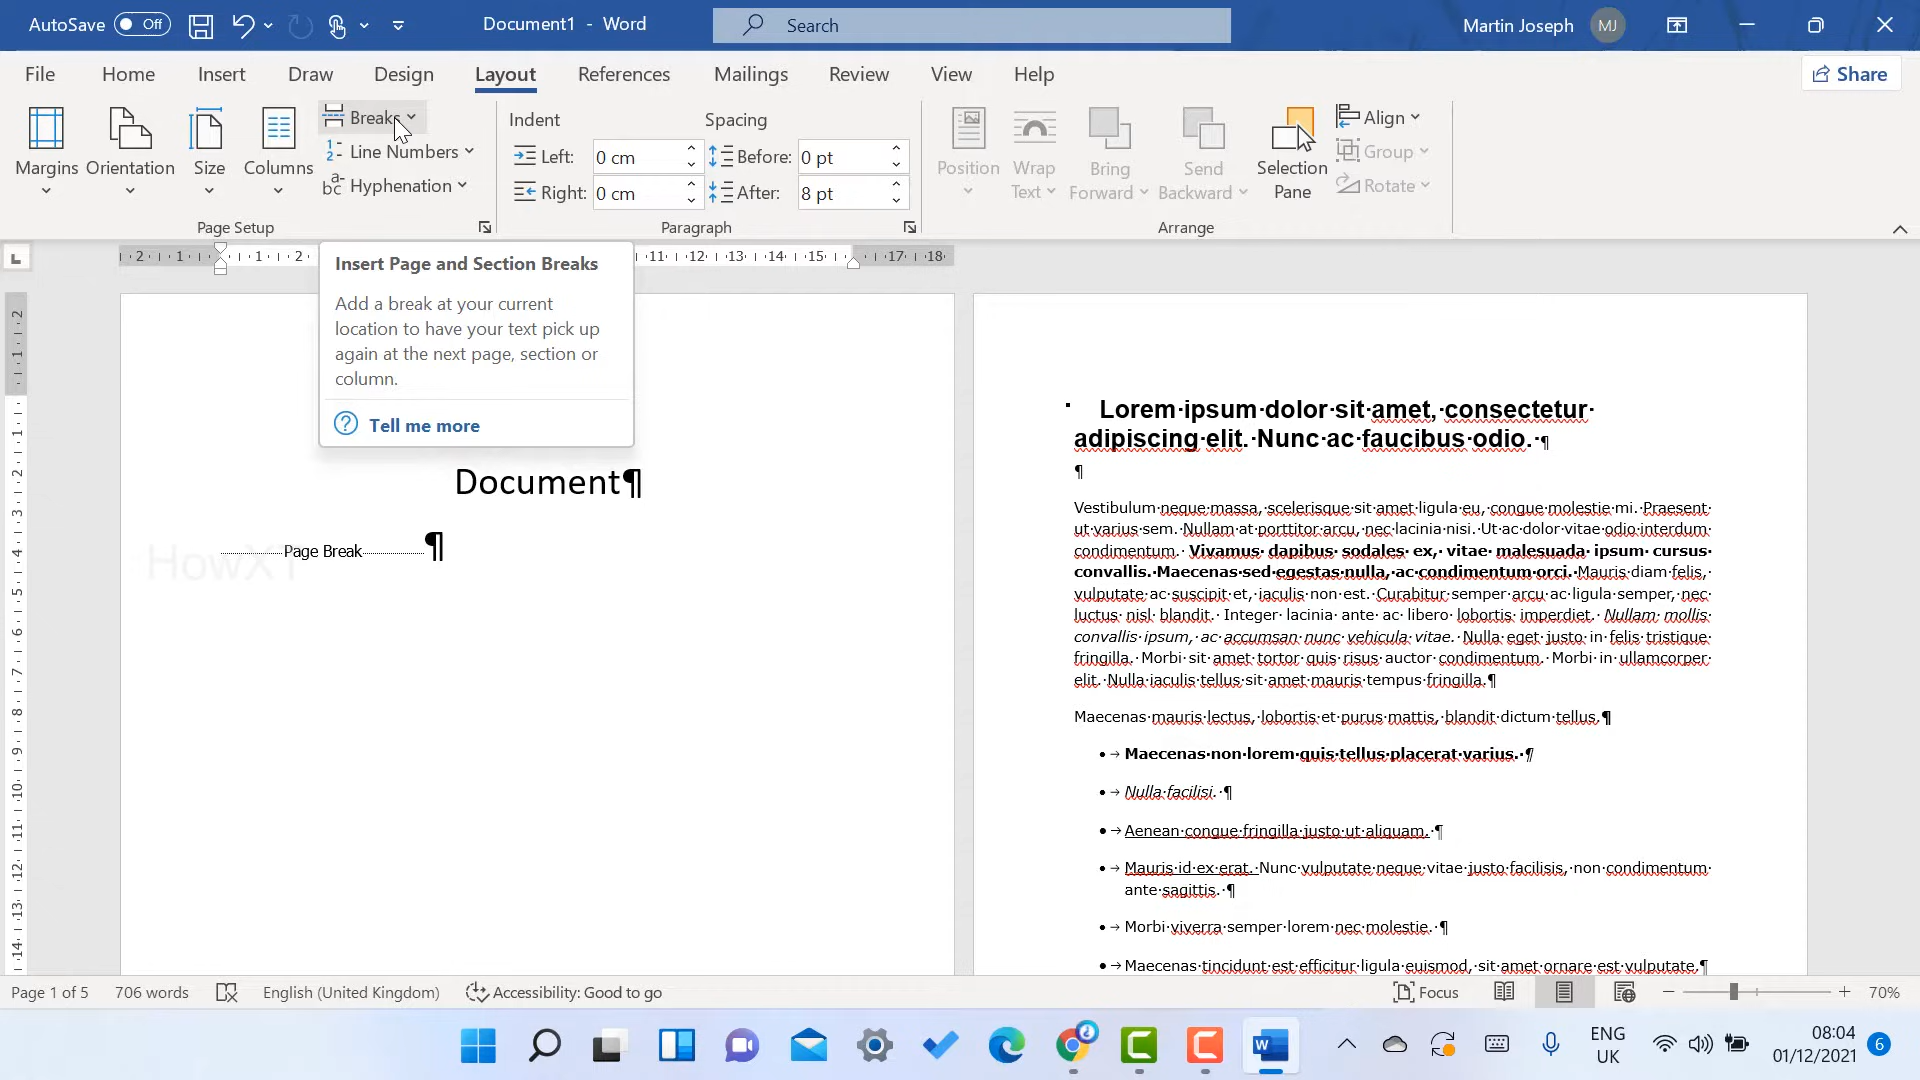 AutoSave Off Document1 - Word Search Martin Joseph MJ
File Home Insert Draw Design Layout References Mailings Review View Help Share
Margins Orientation Size Columns
Breaks
Line Numbers
Hyphenation
Page Setup
Indent Spacing
Left: 0 cm Before: 0 pt
Right: 0 cm After: 8 pt
Paragraph
Position Wrap Text Bring Forward Send Backward Selection Pane
Align
Group
Rotate
Arrange
Insert Page and Section Breaks
Add a break at your current
location to have your text pick up
again at the next page, section or
column.
Tell me more
Document¶
Page Break ¶
Lorem·ipsum·dolor·sit·amet,·consectetur·
adipiscing·elit.·Nunc·ac·faucibus·odio.·¶
¶
Vestibulum·neque·massa,·scelerisque·sit·amet·ligula·eu,·congue·molestie·mi.·Praesent·
ut·varius·sem.·Nullam·at·porttitor·arcu,·nec·lacinia·nisi.·Ut·ac·dolor·vitae·odio·interdum·
condimentum.·Vivamus·dapibus·sodales·ex,·vitae·malesuada·ipsum·cursus·
convallis.·Maecenas·sed·egestas·nulla,·ac·condimentum·orci.·Mauris·diam·felis,·
vulputate·ac·suscipit·et,·iaculis·non·est.·Curabitur·semper·arcu·ac·ligula·semper,·nec·
luctus·nisl·blandit.·Integer·lacinia·ante·ac·libero·lobortis·imperdiet.·Nullam·mollis·
convallis·ipsum,·ac·accumsan·nunc·vehicula·vitae.·Nulla·eget·justo·in·felis·tristique·
fringilla.·Morbi·sit·amet·tortor·quis·risus·auctor·condimentum.·Morbi·in·ullamcorper·
elit.·Nulla·iaculis·tellus·sit·amet·mauris·tempus·fringilla.¶
Maecenas·mauris·lectus,·lobortis·et·purus·mattis,·blandit·dictum·tellus.¶
•→Maecenas·non·lorem·quis·tellus·placerat·varius.·¶
•→Nulla·facilisi.·¶
•→Aenean·congue·fringilla·justo·ut·aliquam.·¶
•→Mauris·id·ex·erat.·Nunc·vulputate·neque·vitae·justo·facilisis,·non·condimentum·
ante·sagittis.·¶
•→Morbi·viverra·semper·lorem·nec·molestie.·¶
•→Maecenas·tincidunt·est·efficitur·ligula·euismod,·sit·amet·ornare·est·vulputate.¶
Page 1 of 5 706 words English (United Kingdom) Accessibility: Good to go Focus 70%
ENG
UK
08:04
01/12/2021 6